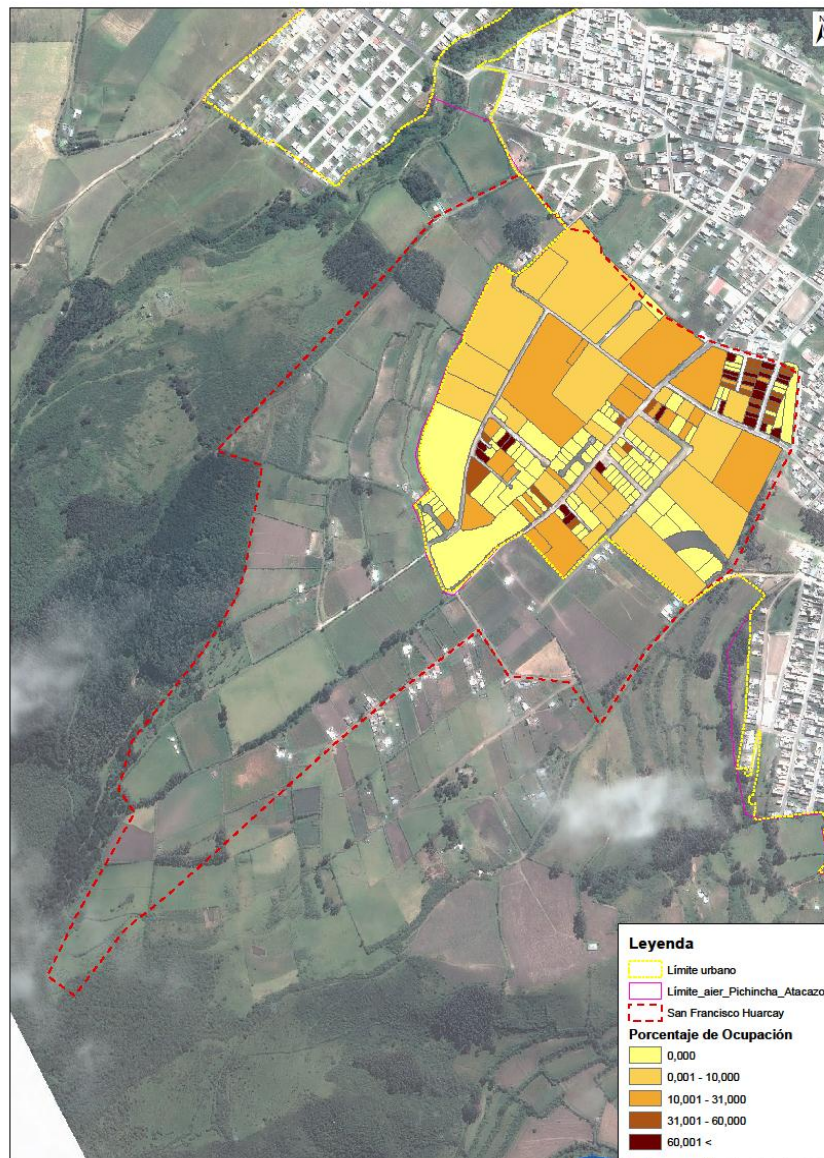 N
Leyenda
Límite urbano
Límite_aier_Pichincha_Atacazo
San Francisco Huarcay
Porcentaje de Ocupación
0,000
0,001 - 10,000
10,001 - 31,000
31,001 - 60,000
60,001 <